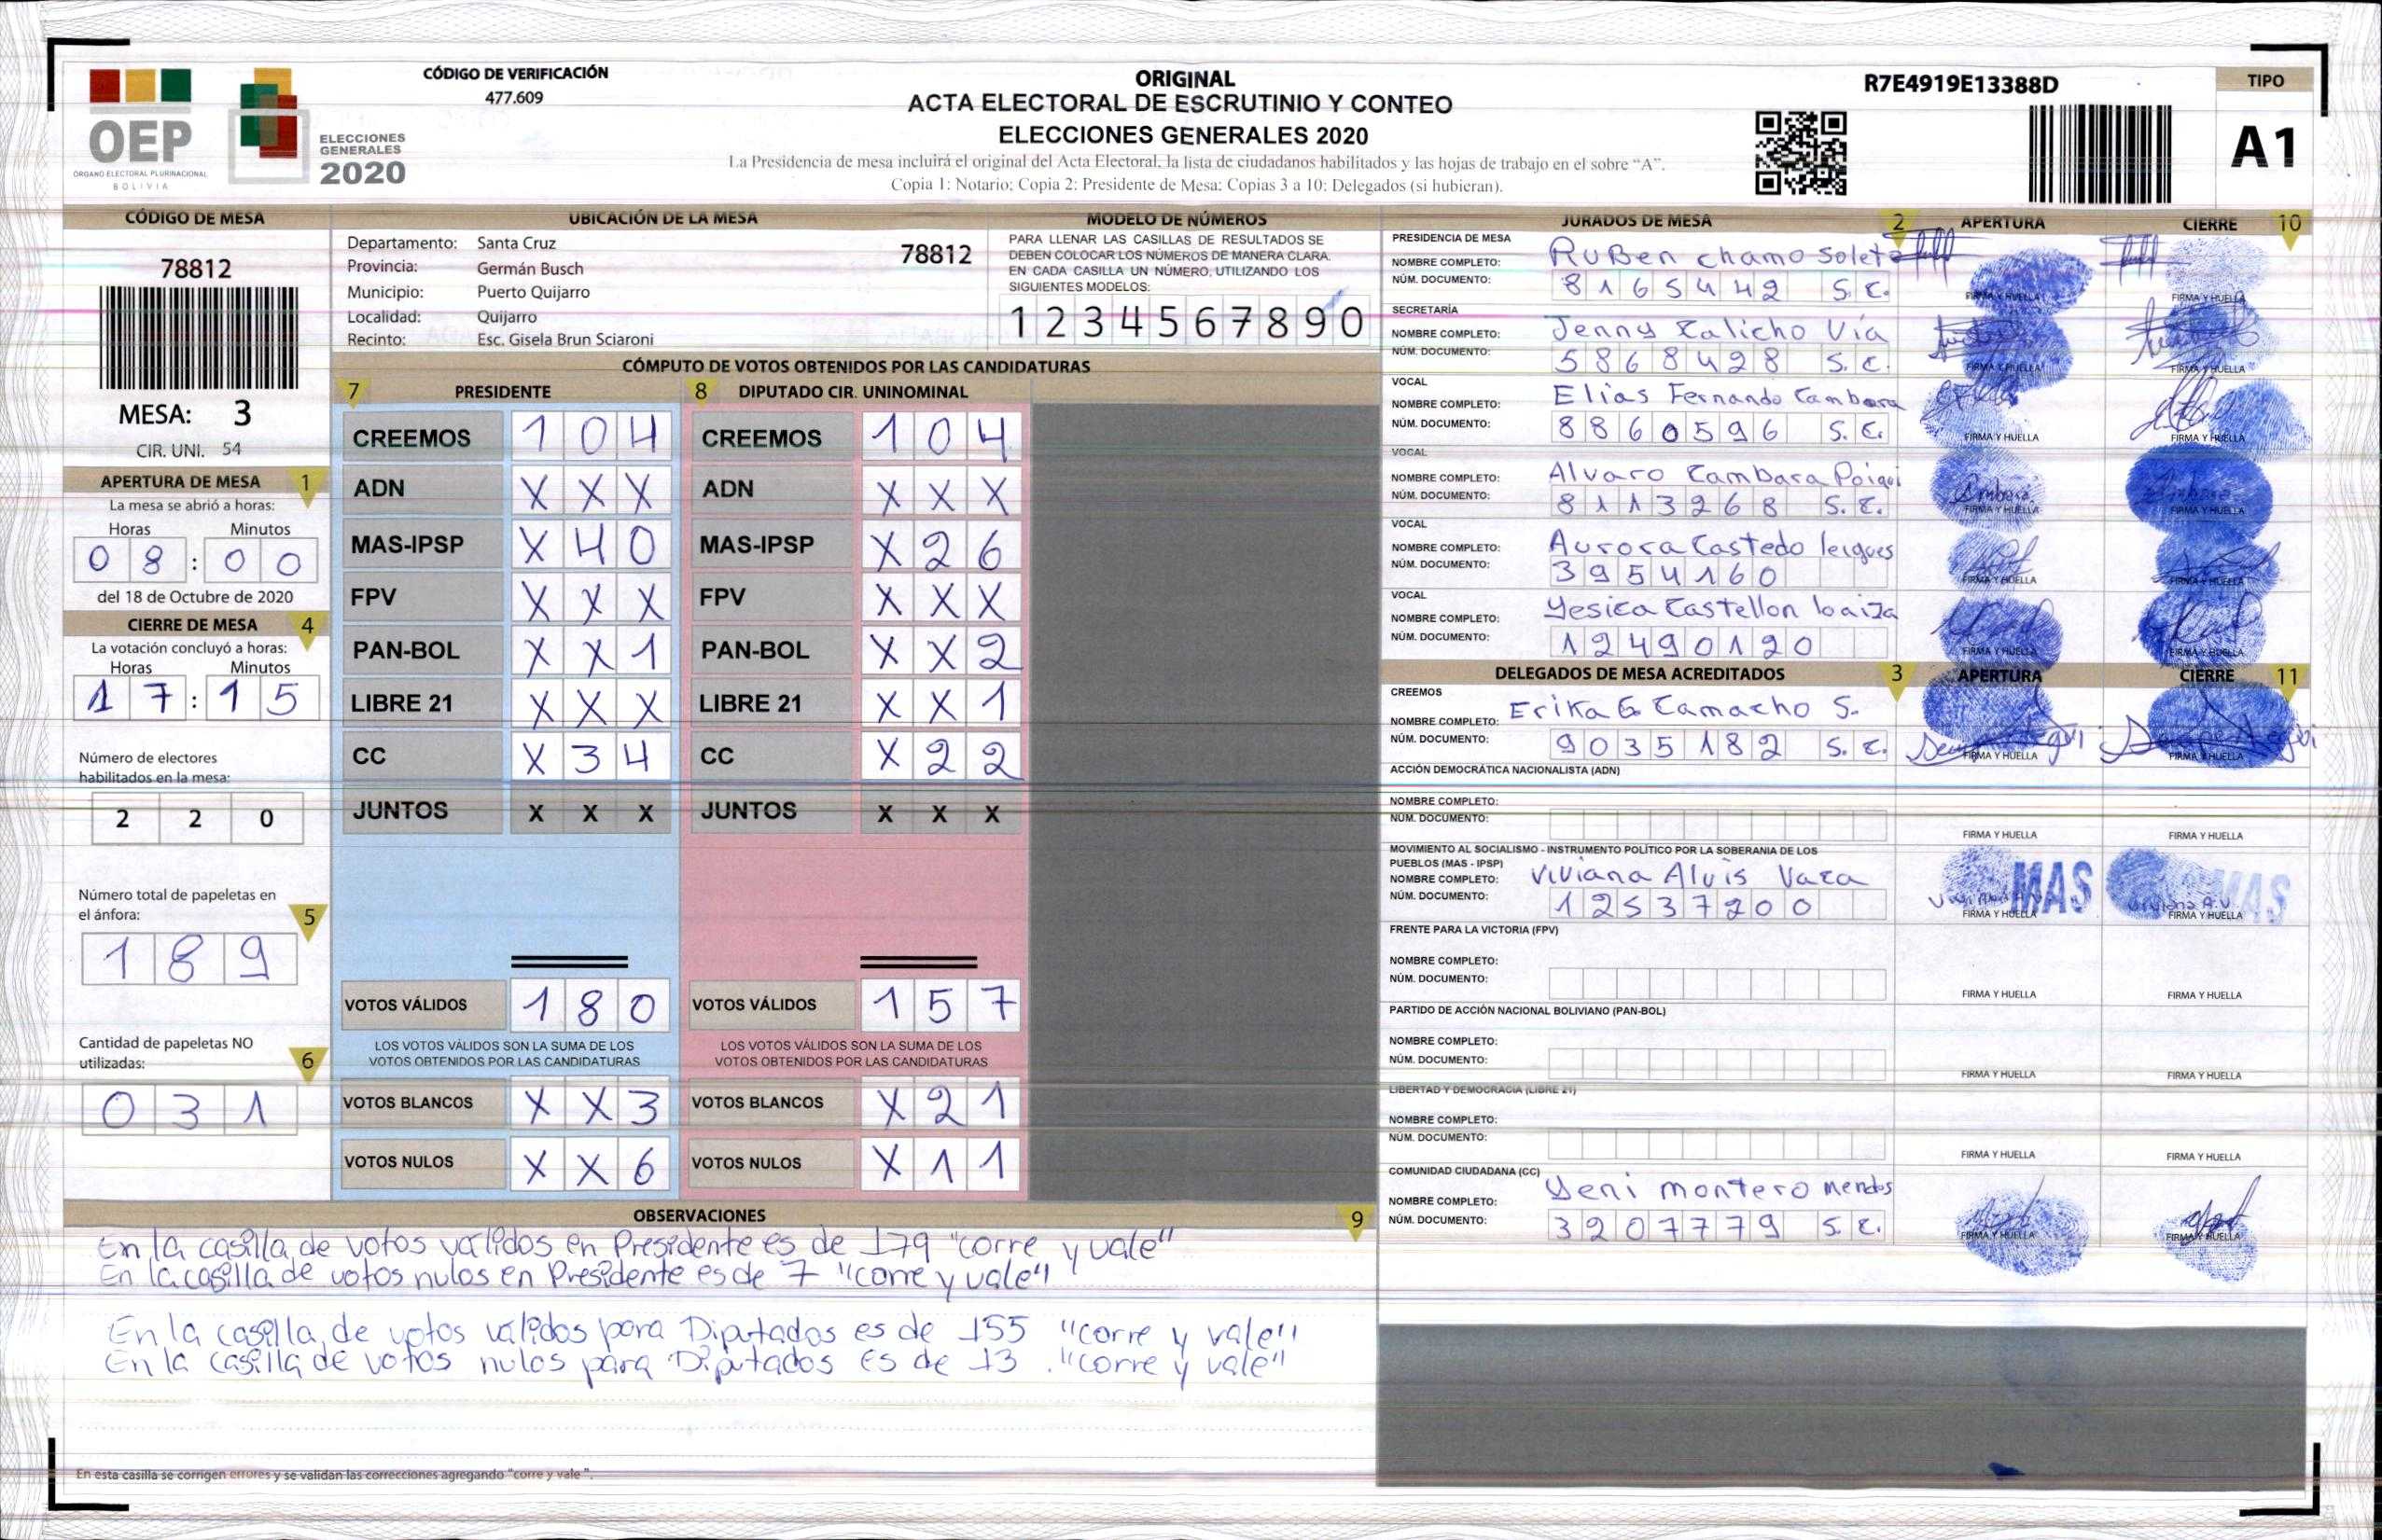 OEP
ÓRGANO ELECTORAL PLURINACIONAL
BOLIVIA
ELECCIONES
GENERALES
2020
CÓDIGO DE VERIFICACIÓN
477.609
ORIGINAL
ACTA ELECTORAL DE ESCRUTINIO Y CONTEO
ELECCIONES GENERALES 2020
La Presidencia de mesa incluirá el original del Acta Electoral, la lista de ciudadanos habilitados y las hojas de trabajo en el sobre “A”.
Copia 1: Notario; Copia 2: Presidente de Mesa; Copias 3 a 10: Delegados (si hubieran).
R7E4919E13388D
TIPO
A1
CÓDIGO DE MESA
78812
MESA: 3
CIR. UNI. 54
APERTURA DE MESA 1
La mesa se abrió a horas:
Horas Minutos
0 8 : 0 0
del 18 de Octubre de 2020
CIERRE DE MESA 4
La votación concluyó a horas:
Horas Minutos
1 7 : 1 5
Número de electores
habilitados en la mesa:
2 2 0
Número total de papeletas en
el ánfora: 5
1 8 9
Cantidad de papeletas NO
utilizadas: 6
0 3 1
UBICACIÓN DE LA MESA
Departamento: Santa Cruz
78812
Provincia: Germán Busch
Municipio: Puerto Quijarro
Localidad: Quijarro
Recinto: Esc. Gisela Brun Sciaroni
MODELO DE NÚMEROS
PARA LLENAR LAS CASILLAS DE RESULTADOS SE
DEBEN COLOCAR LOS NÚMEROS DE MANERA CLARA.
EN CADA CASILLA UN NÚMERO, UTILIZANDO LOS
SIGUIENTES MODELOS:
1 2 3 4 5 6 7 8 9 0
CÓMPUTO DE VOTOS OBTENIDOS POR LAS CANDIDATURAS
7 PRESIDENTE
CREEMOS 1 0 4
ADN X X X
MAS-IPSP X 4 0
FPV X X X
PAN-BOL X X 1
LIBRE 21 X X X
CC X 3 4
JUNTOS X X X
VOTOS VÁLIDOS 1 8 0
LOS VOTOS VÁLIDOS SON LA SUMA DE LOS
VOTOS OBTENIDOS POR LAS CANDIDATURAS
VOTOS BLANCOS X X 3
VOTOS NULOS X X 6
8 DIPUTADO CIR. UNINOMINAL
CREEMOS 1 0 4
ADN X X X
MAS-IPSP X 2 6
FPV X X X
PAN-BOL X X 2
LIBRE 21 X X 1
CC X 2 2
JUNTOS X X X
VOTOS VÁLIDOS 1 5 7
LOS VOTOS VÁLIDOS SON LA SUMA DE LOS
VOTOS OBTENIDOS POR LAS CANDIDATURAS
VOTOS BLANCOS X 2 1
VOTOS NULOS X 1 1
OBSERVACIONES 9
En la casilla de votos validos en Presidente es de 179 "corre y vale"
En la casilla de votos nulos en Presidente es de 7 "corre y vale"
En la casilla de votos validos para Diputados es de 155 "corre y vale"
En la casilla de votos nulos para Diputados es de 13 . "corre y vale"
En esta casilla se corrigen errores y se validan las correcciones agregando "corre y vale".
JURADOS DE MESA 2 APERTURA CIERRE 10
PRESIDENCIA DE MESA
NOMBRE COMPLETO: RuBen chamo Soleto
NÚM. DOCUMENTO: 8165442 S.C.
FIRMA Y HUELLA FIRMA Y HUELLA
SECRETARÍA
NOMBRE COMPLETO: Jenny Calicho Vía
NÚM. DOCUMENTO: 5868428 S.C.
FIRMA Y HUELLA FIRMA Y HUELLA
VOCAL
NOMBRE COMPLETO: Elias Fernando Cambara
NÚM. DOCUMENTO: 8860596 S.C.
FIRMA Y HUELLA FIRMA Y HUELLA
VOCAL
NOMBRE COMPLETO: Alvaro Cambara Poiqui
NÚM. DOCUMENTO: 8113268 S.C.
FIRMA Y HUELLA FIRMA Y HUELLA
VOCAL
NOMBRE COMPLETO: Aurora Castedo leigues
NÚM. DOCUMENTO: 3954160
FIRMA Y HUELLA FIRMA Y HUELLA
VOCAL
NOMBRE COMPLETO: Yesica Castellon loaiza
NÚM. DOCUMENTO: 12490120
FIRMA Y HUELLA FIRMA Y HUELLA
DELEGADOS DE MESA ACREDITADOS 3 APERTURA CIERRE 11
CREEMOS
NOMBRE COMPLETO: Erika G. Camacho S.
NÚM. DOCUMENTO: 9035182 S.C.
FIRMA Y HUELLA FIRMA Y HUELLA
ACCIÓN DEMOCRÁTICA NACIONALISTA (ADN)
NOMBRE COMPLETO:
NÚM. DOCUMENTO:
FIRMA Y HUELLA FIRMA Y HUELLA
MOVIMIENTO AL SOCIALISMO - INSTRUMENTO POLÍTICO POR LA SOBERANIA DE LOS
PUEBLOS (MAS - IPSP)
NOMBRE COMPLETO: Viviana Alvis Vaca
NÚM. DOCUMENTO: 12537200
MAS MAS
Viviana A.V.
FIRMA Y HUELLA FIRMA Y HUELLA
FRENTE PARA LA VICTORIA (FPV)
NOMBRE COMPLETO:
NÚM. DOCUMENTO:
FIRMA Y HUELLA FIRMA Y HUELLA
PARTIDO DE ACCIÓN NACIONAL BOLIVIANO (PAN-BOL)
NOMBRE COMPLETO:
NÚM. DOCUMENTO:
FIRMA Y HUELLA FIRMA Y HUELLA
LIBERTAD Y DEMOCRACIA (LIBRE 21)
NOMBRE COMPLETO:
NÚM. DOCUMENTO:
FIRMA Y HUELLA FIRMA Y HUELLA
COMUNIDAD CIUDADANA (CC)
NOMBRE COMPLETO: Yeni montero Mendos
NÚM. DOCUMENTO: 3207779 S.C.
FIRMA Y HUELLA FIRMA Y HUELLA